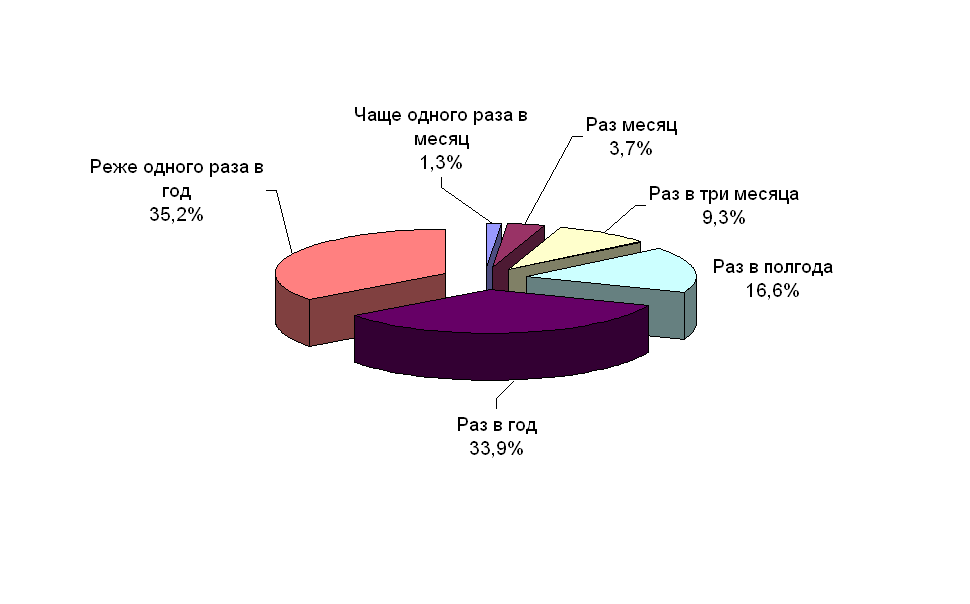 Чаще одного раза в
месяц
1,3%
Раз месяц
3,7%
Раз в три месяца
9,3%
Раз в полгода
16,6%
Раз в год
33,9%
Реже одного раза в
год
35,2%